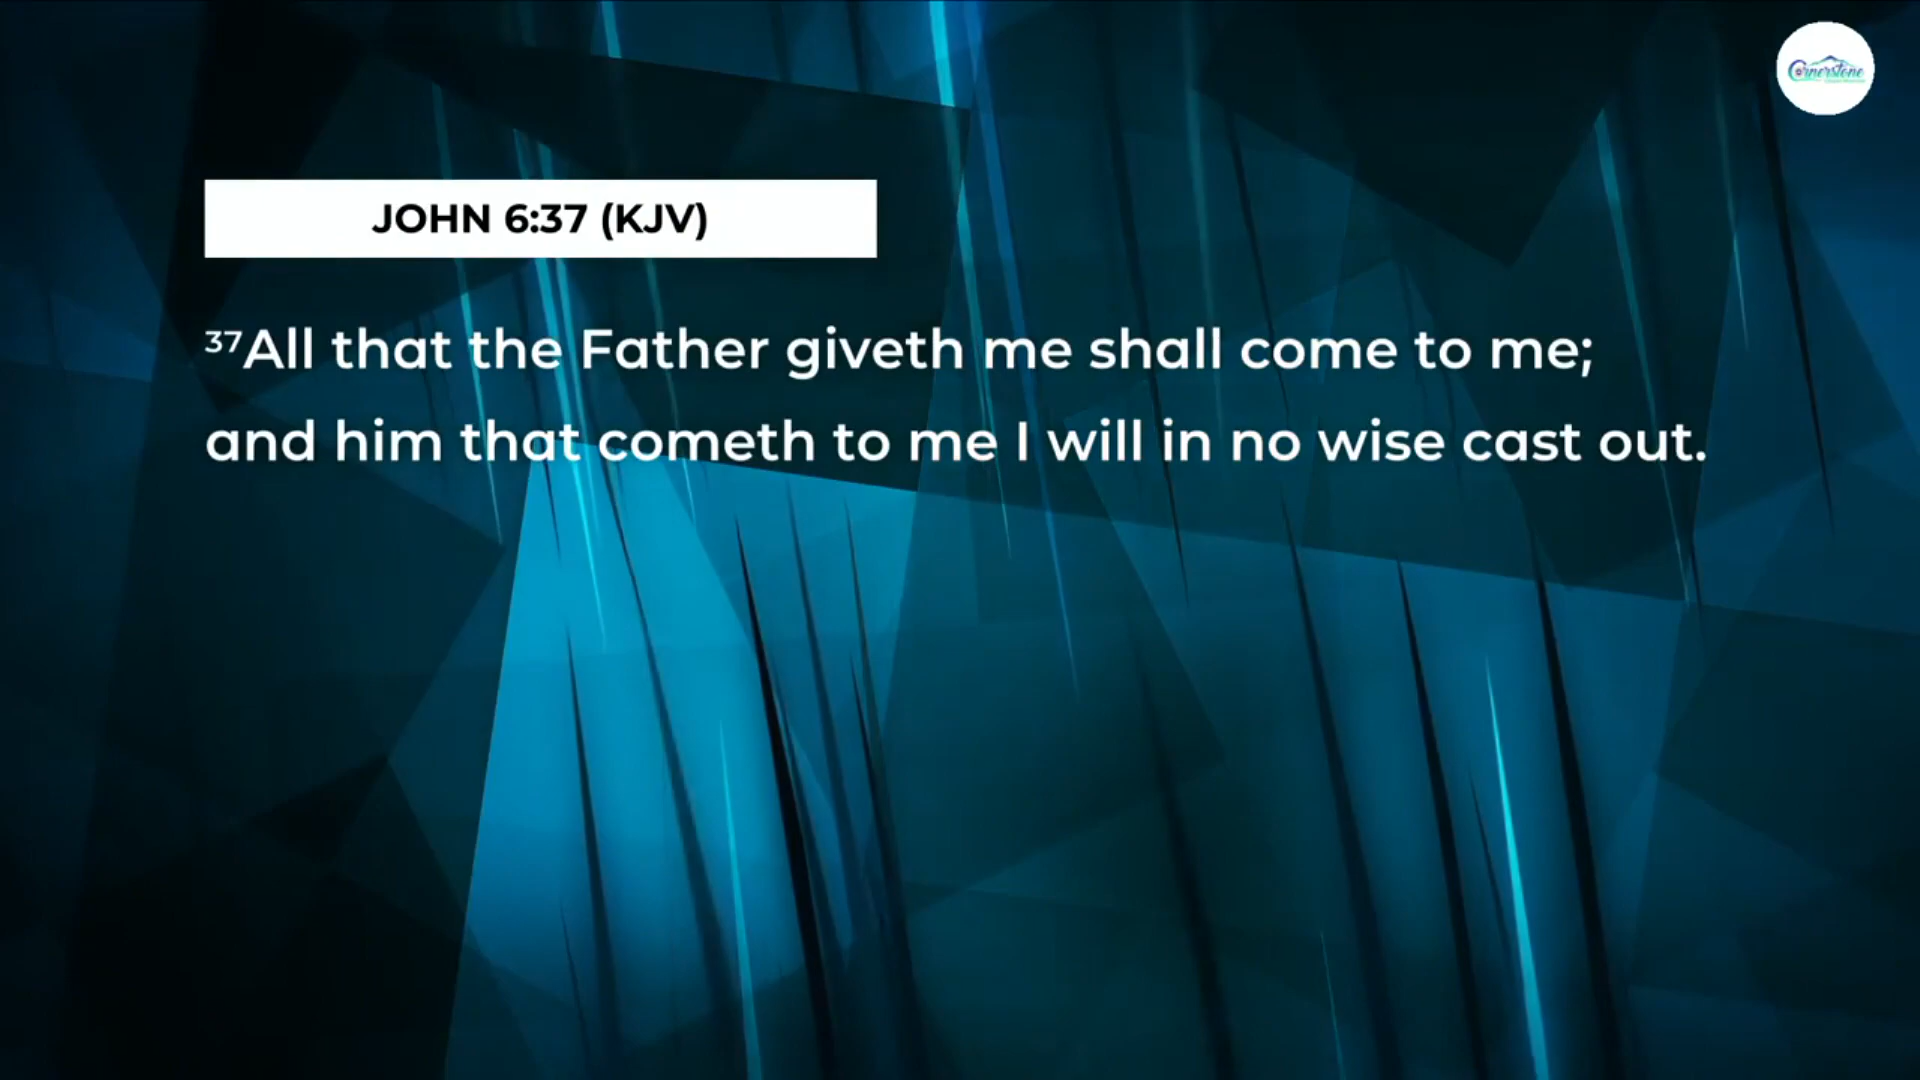 Cornerstone
JOHN 6:37 (KJV)
³⁷All that the Father giveth me shall come to me;
and him that cometh to me I will in no wise cast out.